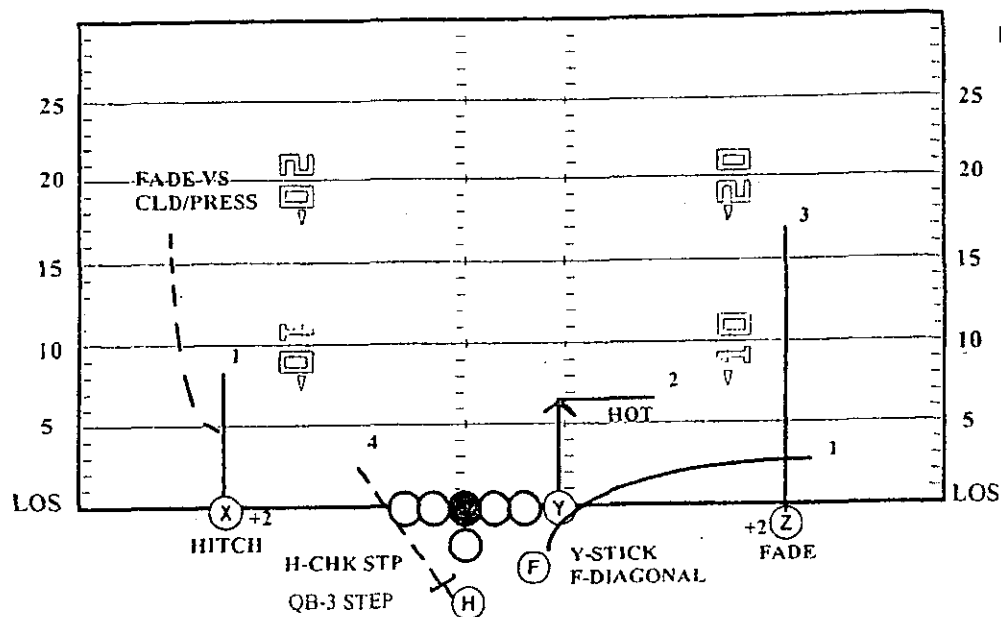 25
25
FADE-VS
CLD/PRESS
20
20
3
15
15
10
10
1
2
HOT
5
5
4
1
LOS
X
+2
Y
+2
Z
LOS
HITCH
H-CHK STP
F
Y-STICK
F-DIAGONAL
FADE
QB-3 STEP
H